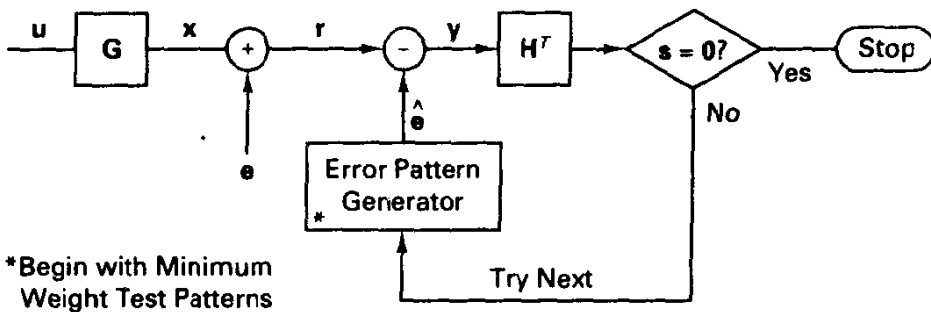 u
G
x
+
r
-
y
H^T
s = 0?
Yes
Stop
No
ê
e
Error Pattern
Generator
*
*Begin with Minimum
Weight Test Patterns
Try Next